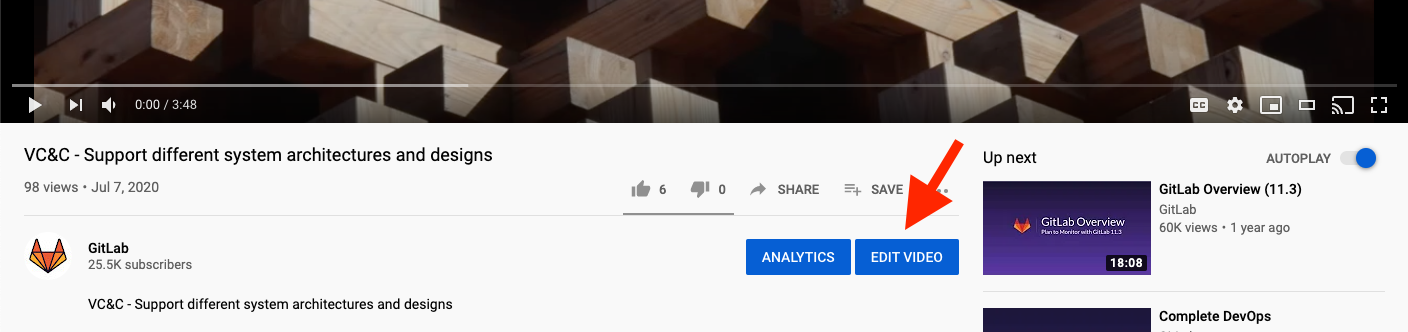 0:00 / 3:48
VC&C - Support different system architectures and designs
98 views • Jul 7, 2020
6
0
SHARE
SAVE
GitLab
25.5K subscribers
ANALYTICS
EDIT VIDEO
VC&C - Support different system architectures and designs
Up next
AUTOPLAY
GitLab Overview
Plan to Monitor with GitLab 11.3
18:08
GitLab Overview (11.3)
GitLab
60K views • 1 year ago
Complete DevOps